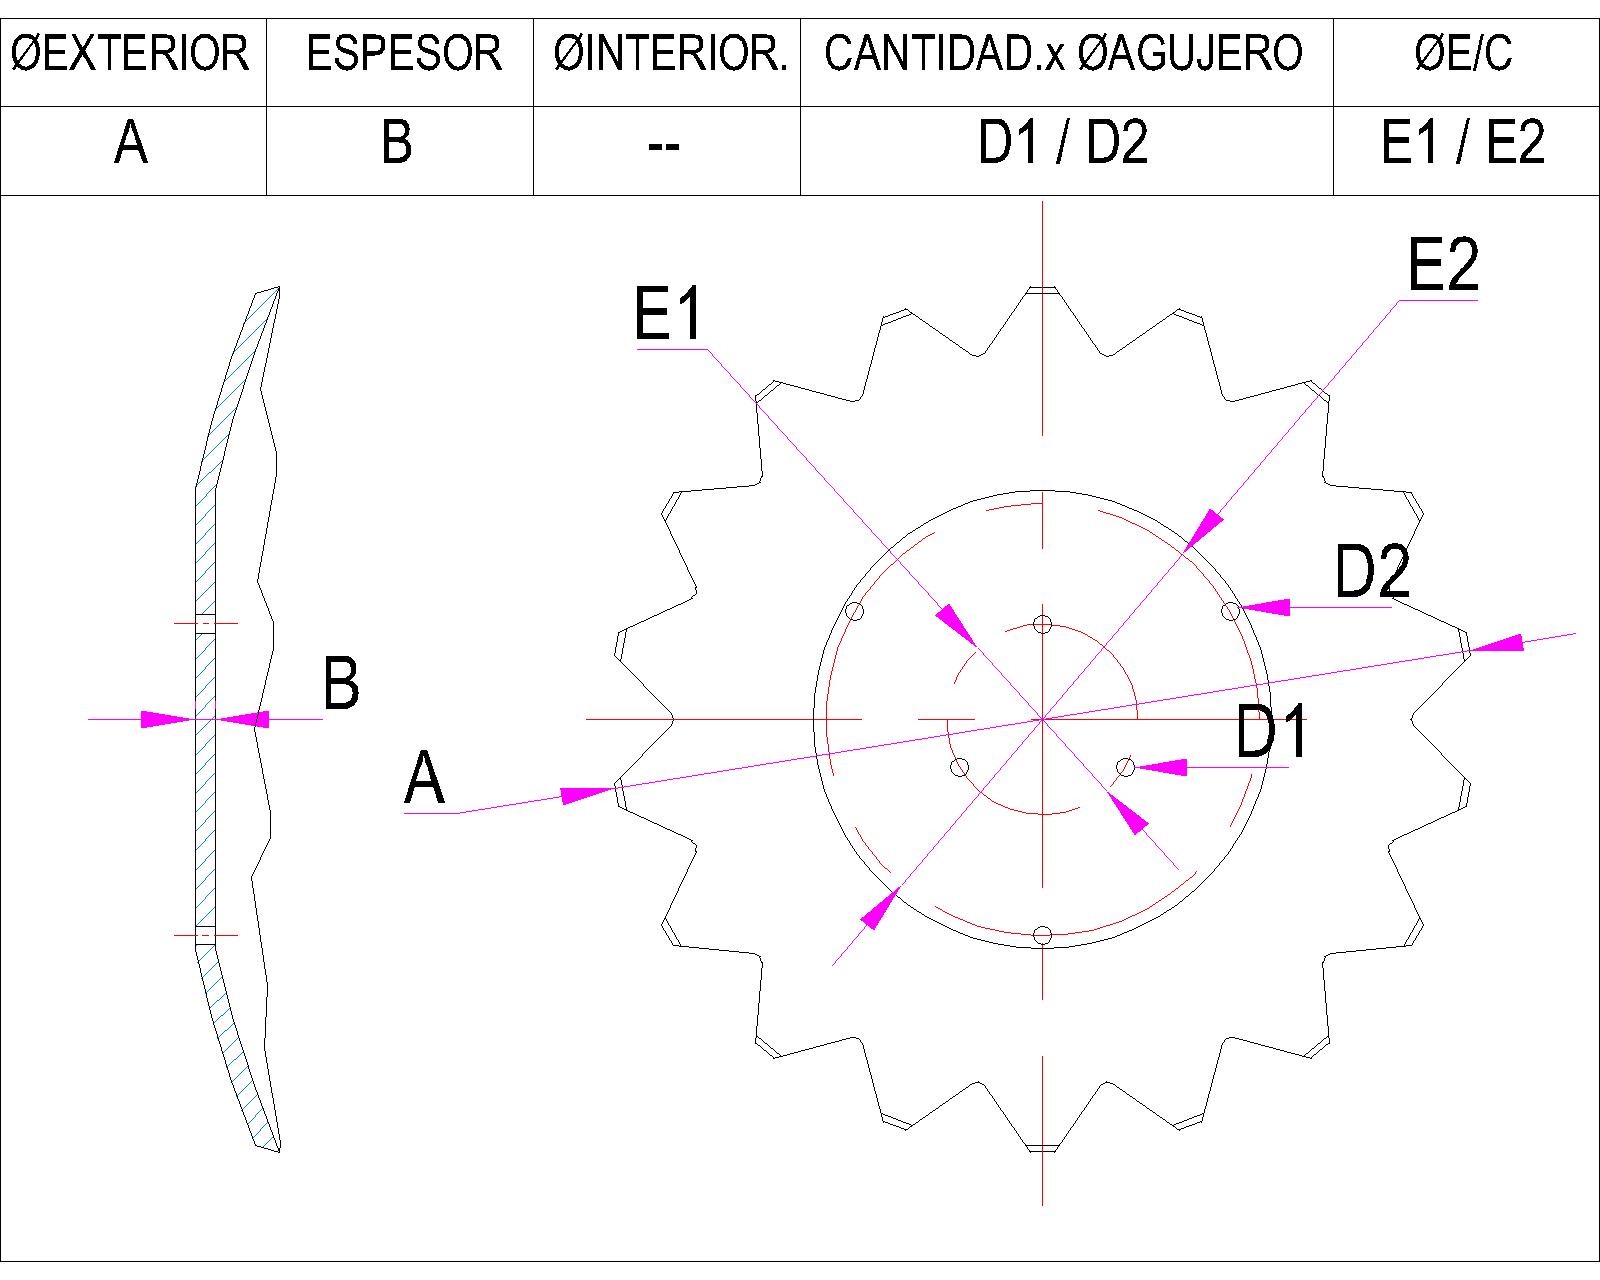 ØEXTERIOR ESPESOR ØINTERIOR. CANTIDAD.x ØAGUJERO ØE/C
A B -- D1 / D2 E1 / E2
E2
E1
D2
B
D1
A